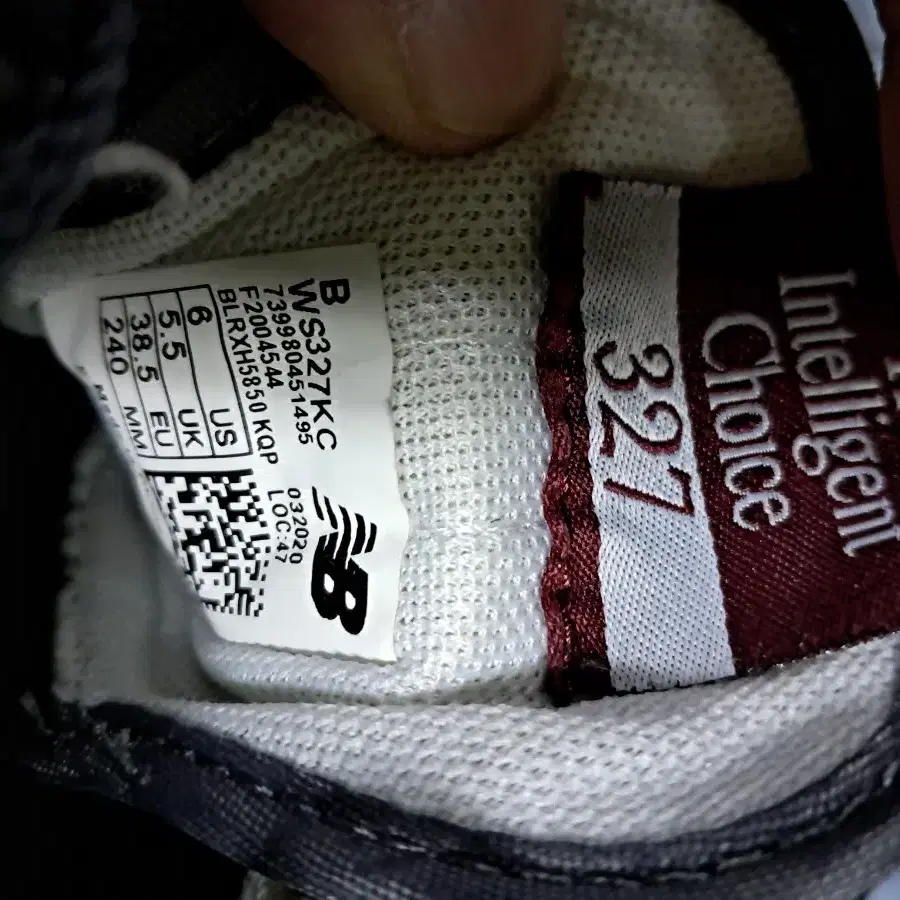 B
WS327KC
739980451495
F2004544
BLRXH5850 KQP
6 US
5.5 UK
38.5 EU
240 MM
032020
LOC:47
NB
327
Intelligent
Choice